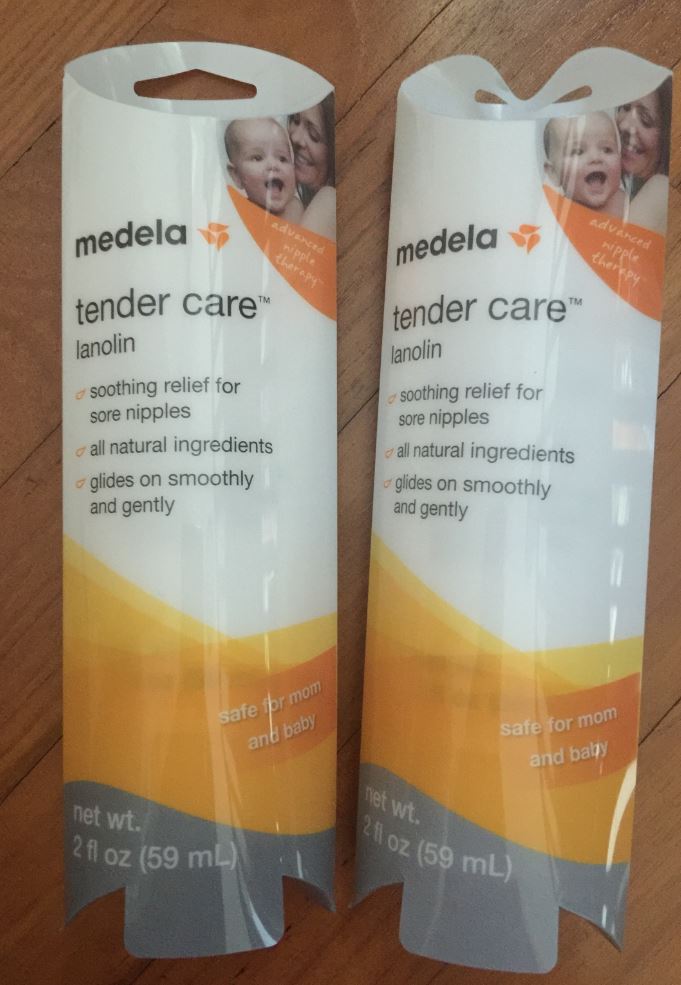 medela
advanced
nipple
therapy™
tender care™
lanolin
soothing relief for
sore nipples
all natural ingredients
glides on smoothly
and gently
safe for mom
and baby
net wt.
2 fl oz (59 mL)
medela
advanced
nipple
therapy
tender care™
lanolin
soothing relief for
sore nipples
all natural ingredients
glides on smoothly
and gently
safe for mom
and baby
net wt.
2 fl oz (59 mL)